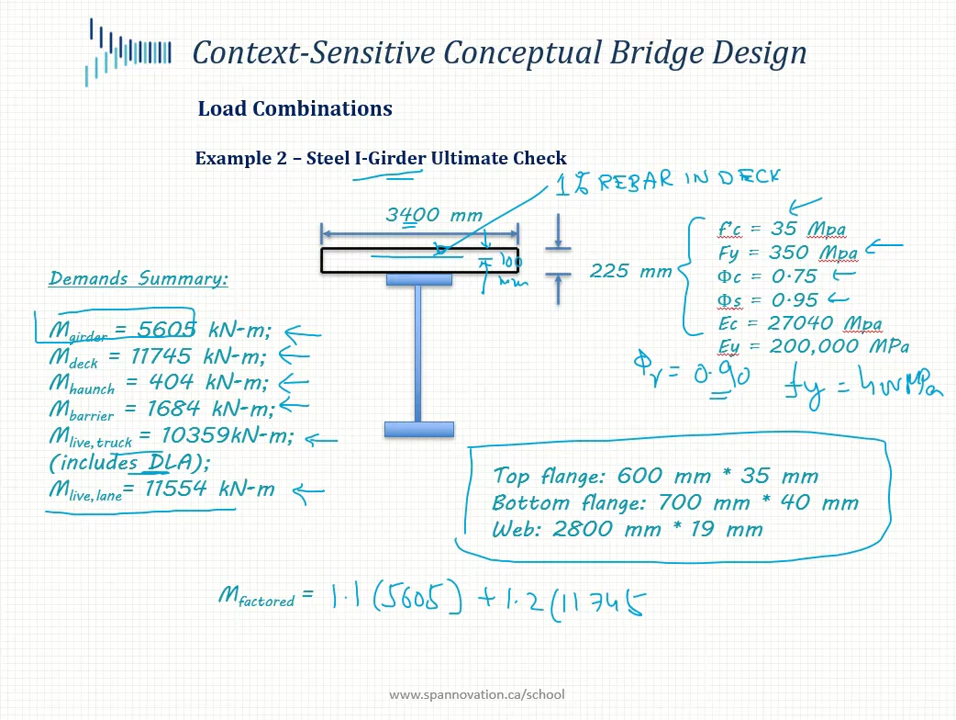 Context-Sensitive Conceptual Bridge Design
Load Combinations
Example 2 – Steel I-Girder Ultimate Check
1% REBAR IN DECK
3400 mm
100 mm
225 mm
f'c = 35 Mpa
Fy = 350 Mpa
Φc = 0.75
Φs = 0.95
Ec = 27040 Mpa
Ey = 200,000 MPa
Φr = 0.90
fy = 400 MPa
Demands Summary:
Mgirder = 5605 kN-m;
Mdeck = 11745 kN-m;
Mhaunch = 404 kN-m;
Mbarrier = 1684 kN-m;
Mlive,truck = 10359kN-m;
(includes DLA);
Mlive,lane= 11554 kN-m
Top flange: 600 mm * 35 mm
Bottom flange: 700 mm * 40 mm
Web: 2800 mm * 19 mm
Mfactored = 1.1 (5605) + 1.2 (11745
www.spannovation.ca/school